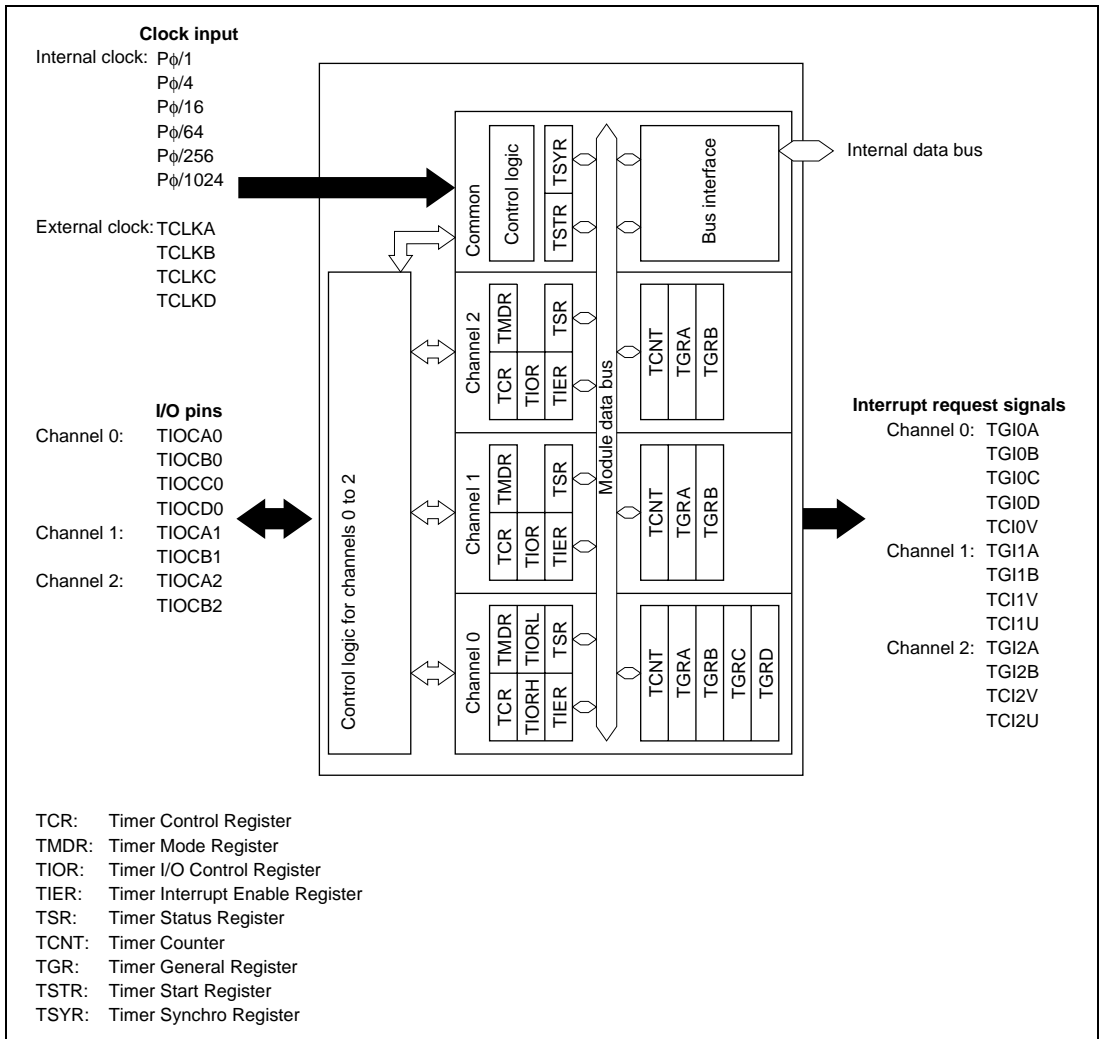 Clock input
Internal clock: Pϕ/1
Pϕ/4
Pϕ/16
Pϕ/64
Pϕ/256
Pϕ/1024
External clock: TCLKA
TCLKB
TCLKC
TCLKD
I/O pins
Channel 0: TIOCA0
TIOCB0
TIOCC0
TIOCD0
Channel 1: TIOCA1
TIOCB1
Channel 2: TIOCA2
TIOCB2
Control logic for channels 0 to 2
Common
Control logic
TSTR
TSYR
Bus interface
Internal data bus
Module data bus
Channel 2
TCR
TMDR
TIOR
TIER
TSR
TCNT
TGRA
TGRB
Channel 1
TCR
TMDR
TIOR
TIER
TSR
TCNT
TGRA
TGRB
Channel 0
TCR
TMDR
TIORH
TIORL
TIER
TSR
TCNT
TGRA
TGRB
TGRC
TGRD
Interrupt request signals
Channel 0: TGI0A
TGI0B
TGI0C
TGI0D
TCI0V
Channel 1: TGI1A
TGI1B
TCI1V
TCI1U
Channel 2: TGI2A
TGI2B
TCI2V
TCI2U
TCR: Timer Control Register
TMDR: Timer Mode Register
TIOR: Timer I/O Control Register
TIER: Timer Interrupt Enable Register
TSR: Timer Status Register
TCNT: Timer Counter
TGR: Timer General Register
TSTR: Timer Start Register
TSYR: Timer Synchro Register